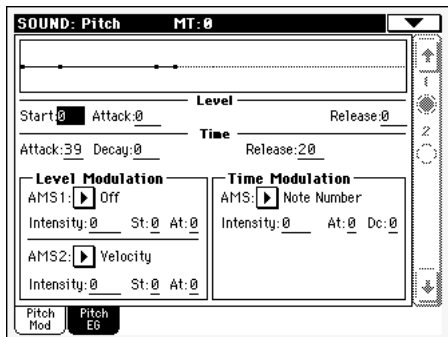 SOUND: Pitch MT:0
Level
Start:0 Attack:0 Release:0
Time
Attack:39 Decay:0 Release:20
Level Modulation
AMS1: Off
Intensity:0 St:0 At:0
AMS2: Velocity
Intensity:0 St:0 At:0
Time Modulation
AMS: Note Number
Intensity:0 At:0 Dc:0
1
2
Pitch Mod
Pitch EG